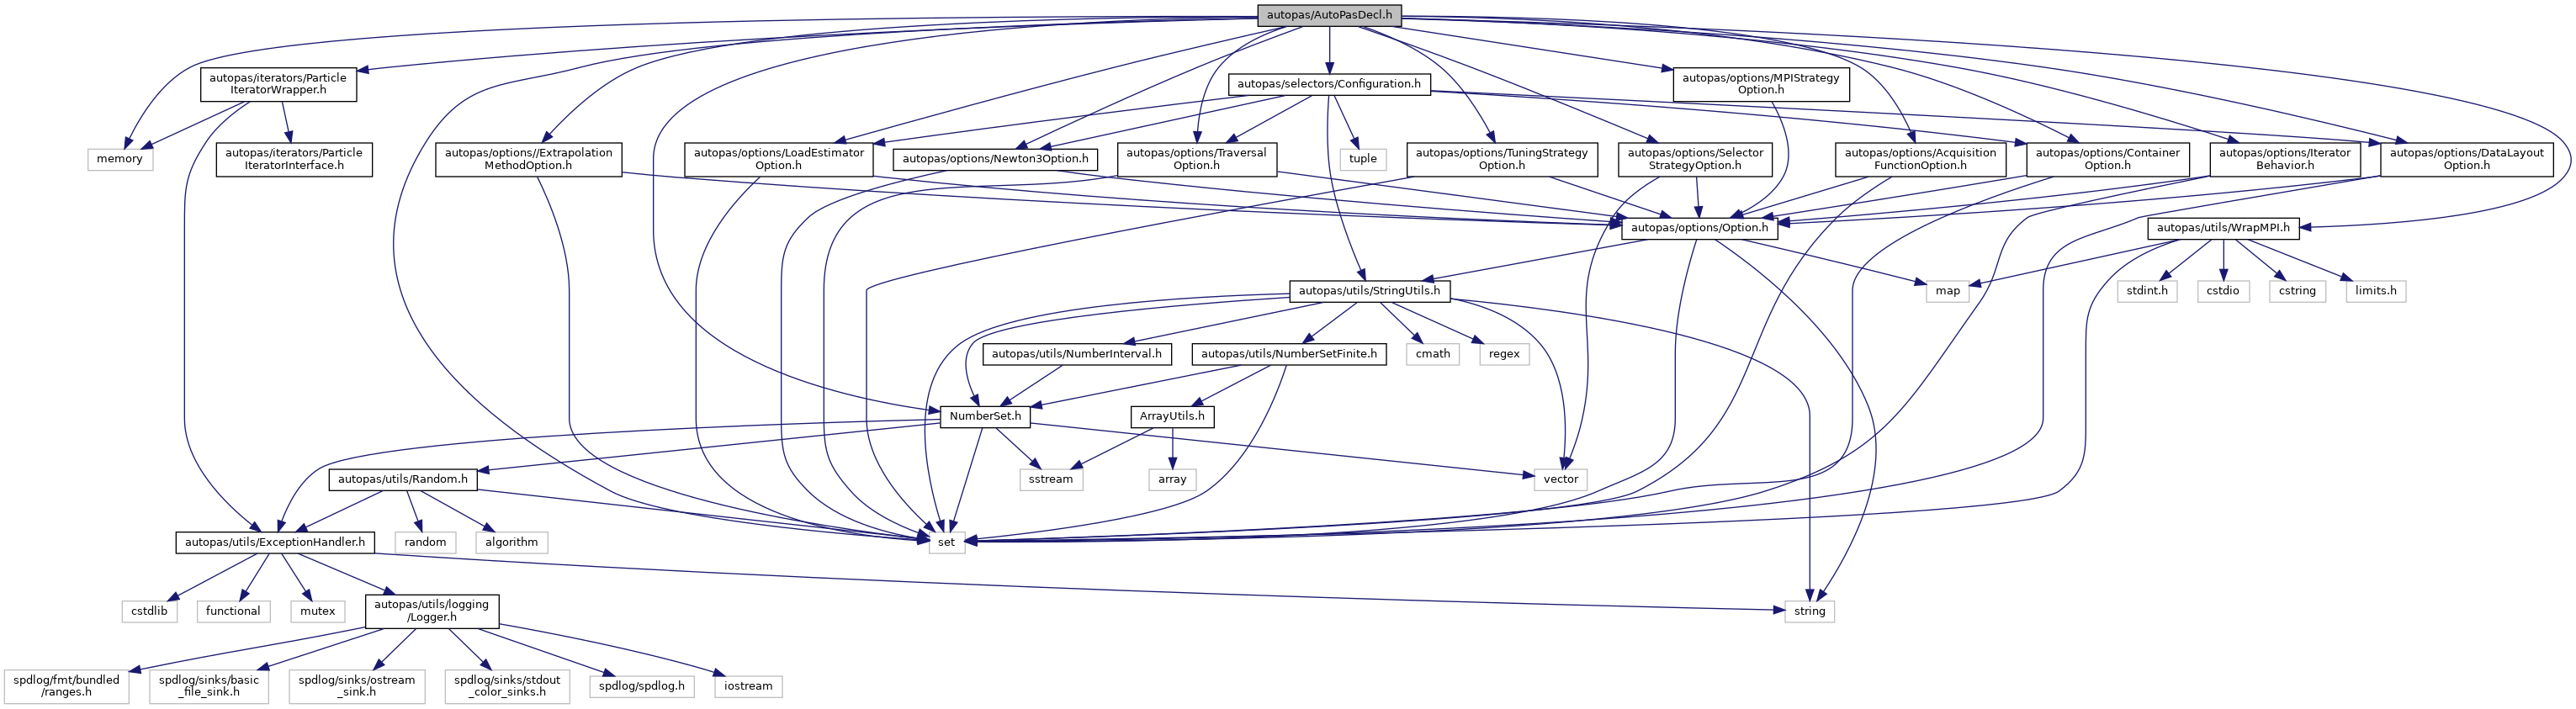 autopas/AutoPasDecl.h
autopas/iterators/Particle
IteratorWrapper.h
autopas/selectors/Configuration.h
autopas/options/MPIStrategy
Option.h
memory
autopas/iterators/Particle
IteratorInterface.h
autopas/options//Extrapolation
MethodOption.h
autopas/options/LoadEstimator
Option.h
autopas/options/Newton3Option.h
autopas/options/Traversal
Option.h
tuple
autopas/options/TuningStrategy
Option.h
autopas/options/Selector
StrategyOption.h
autopas/options/Acquisition
FunctionOption.h
autopas/options/Container
Option.h
autopas/options/Iterator
Behavior.h
autopas/options/DataLayout
Option.h
autopas/options/Option.h
autopas/utils/WrapMPI.h
autopas/utils/StringUtils.h
map
stdint.h
cstdio
cstring
limits.h
autopas/utils/NumberInterval.h
autopas/utils/NumberSetFinite.h
cmath
regex
NumberSet.h
ArrayUtils.h
autopas/utils/Random.h
sstream
array
vector
autopas/utils/ExceptionHandler.h
random
algorithm
set
cstdlib
functional
mutex
autopas/utils/logging
/Logger.h
string
spdlog/fmt/bundled
/ranges.h
spdlog/sinks/basic
_file_sink.h
spdlog/sinks/ostream
_sink.h
spdlog/sinks/stdout
_color_sinks.h
spdlog/spdlog.h
iostream